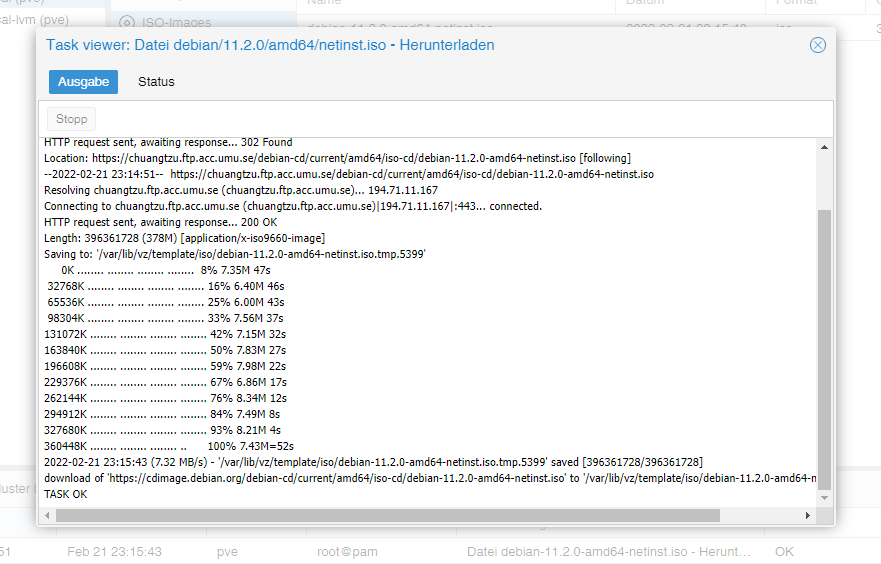 (pve)
al-lvm (pve)
ISO-Images
Name
Datum
Format
Task viewer: Datei debian/11.2.0/amd64/netinst.iso - Herunterladen
Ausgabe
Status
Stopp
HTTP request sent, awaiting response... 302 Found
Location: https://chuangtzu.ftp.acc.umu.se/debian-cd/current/amd64/iso-cd/debian-11.2.0-amd64-netinst.iso [following]
--2022-02-21 23:14:51-- https://chuangtzu.ftp.acc.umu.se/debian-cd/current/amd64/iso-cd/debian-11.2.0-amd64-netinst.iso
Resolving chuangtzu.ftp.acc.umu.se (chuangtzu.ftp.acc.umu.se)... 194.71.11.167
Connecting to chuangtzu.ftp.acc.umu.se (chuangtzu.ftp.acc.umu.se)|194.71.11.167|:443... connected.
HTTP request sent, awaiting response... 200 OK
Length: 396361728 (378M) [application/x-iso9660-image]
Saving to: '/var/lib/vz/template/iso/debian-11.2.0-amd64-netinst.iso.tmp.5399'
0K ........ ........ ........ ........ 8% 7.35M 47s
32768K ........ ........ ........ ........ 16% 6.40M 46s
65536K ........ ........ ........ ........ 25% 6.00M 43s
98304K ........ ........ ........ ........ 33% 7.56M 37s
131072K ........ ........ ........ ........ 42% 7.15M 32s
163840K ........ ........ ........ ........ 50% 7.83M 27s
196608K ........ ........ ........ ........ 59% 7.98M 22s
229376K ........ ........ ........ ........ 67% 6.86M 17s
262144K ........ ........ ........ ........ 76% 8.34M 12s
294912K ........ ........ ........ ........ 84% 7.49M 8s
327680K ........ ........ ........ ........ 93% 8.21M 4s
360448K ........ ........ ........ .. 100% 7.43M=52s
2022-02-21 23:15:43 (7.32 MB/s) - '/var/lib/vz/template/iso/debian-11.2.0-amd64-netinst.iso.tmp.5399' saved [396361728/396361728]
download of 'https://cdimage.debian.org/debian-cd/current/amd64/iso-cd/debian-11.2.0-amd64-netinst.iso' to '/var/lib/vz/template/iso/debian-11.2.0-amd64-n
TASK OK
luster
51 Feb 21 23:15:43 pve root@pam Datei debian-11.2.0-amd64-netinst.iso - Herunt... OK